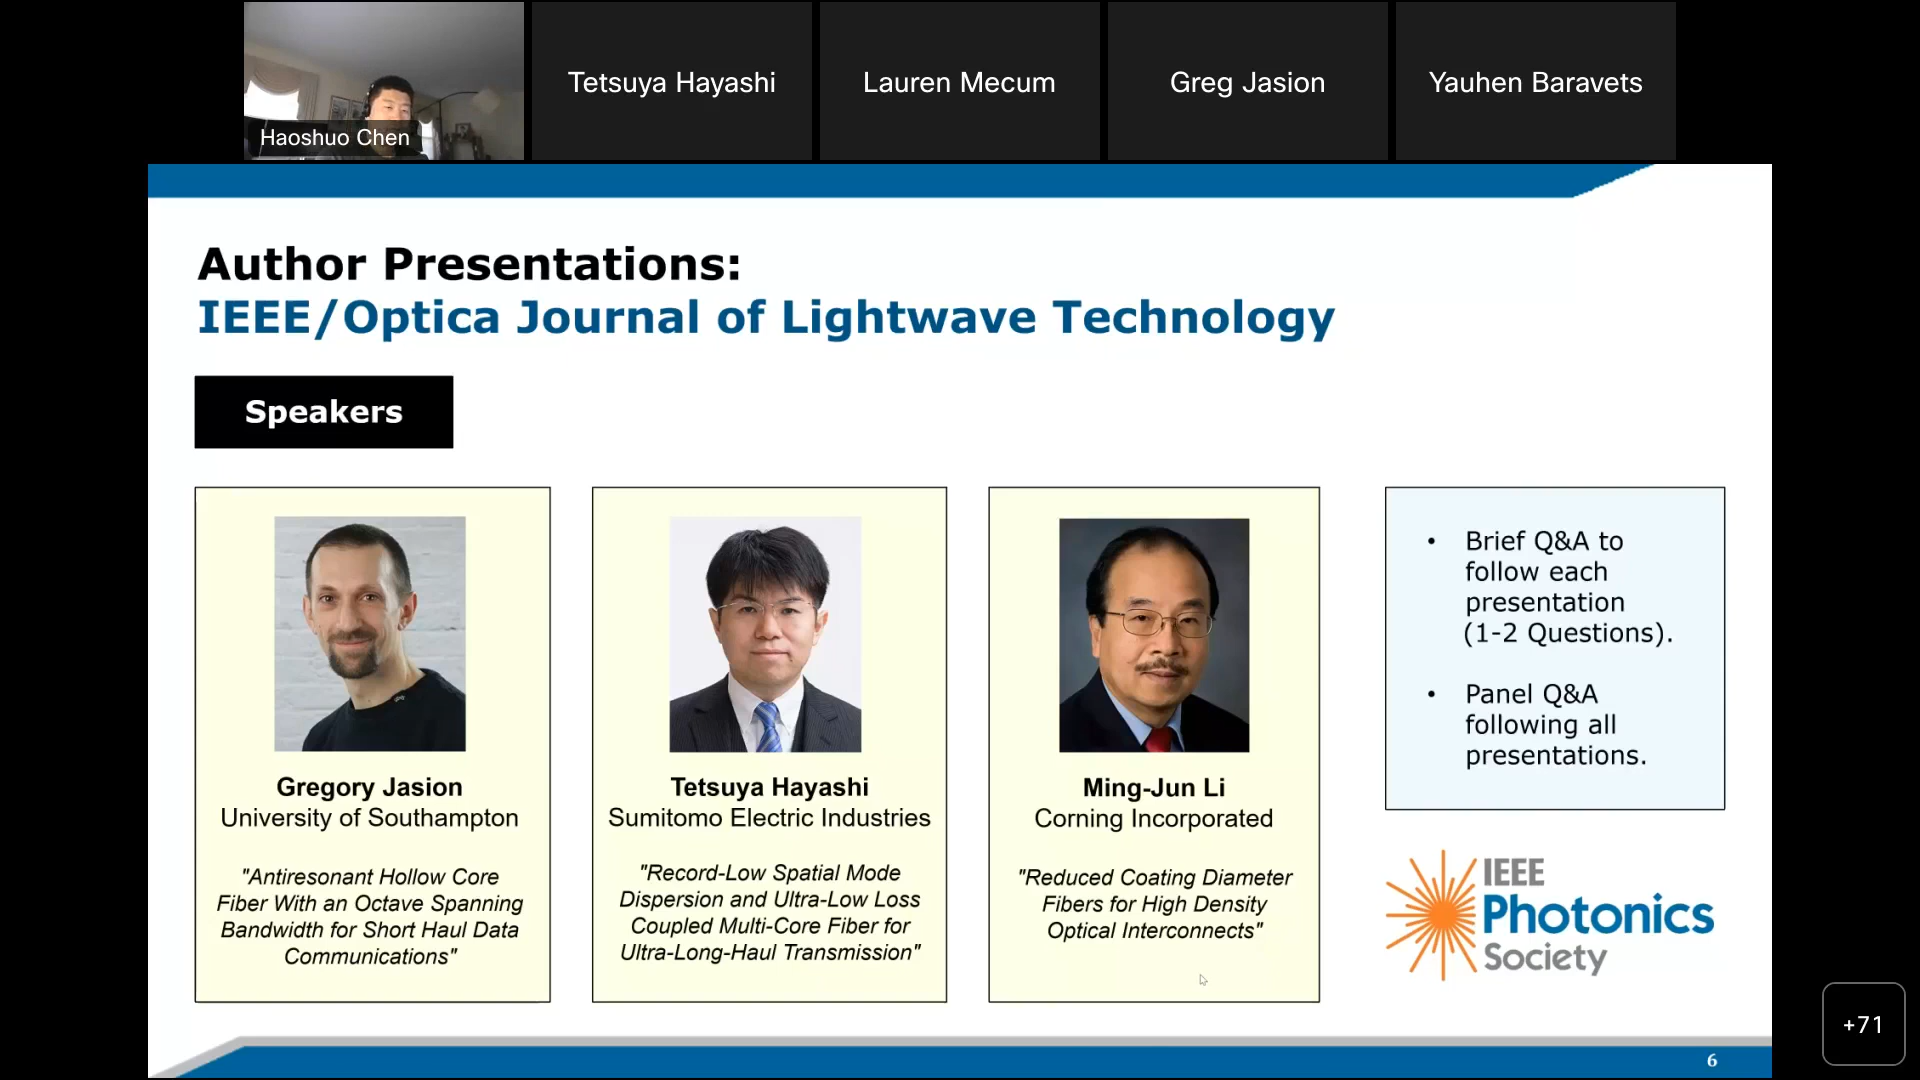 Haoshuo Chen
Tetsuya Hayashi
Lauren Mecum
Greg Jasion
Yauhen Baravets
Author Presentations:
IEEE/Optica Journal of Lightwave Technology
Speakers
Gregory Jasion
University of Southampton
"Antiresonant Hollow Core
Fiber With an Octave Spanning
Bandwidth for Short Haul Data
Communications"
Tetsuya Hayashi
Sumitomo Electric Industries
"Record-Low Spatial Mode
Dispersion and Ultra-Low Loss
Coupled Multi-Core Fiber for
Ultra-Long-Haul Transmission"
Ming-Jun Li
Corning Incorporated
"Reduced Coating Diameter
Fibers for High Density
Optical Interconnects"
• Brief Q&A to
follow each
presentation
(1-2 Questions).
• Panel Q&A
following all
presentations.
IEEE
Photonics
Society
+71
6